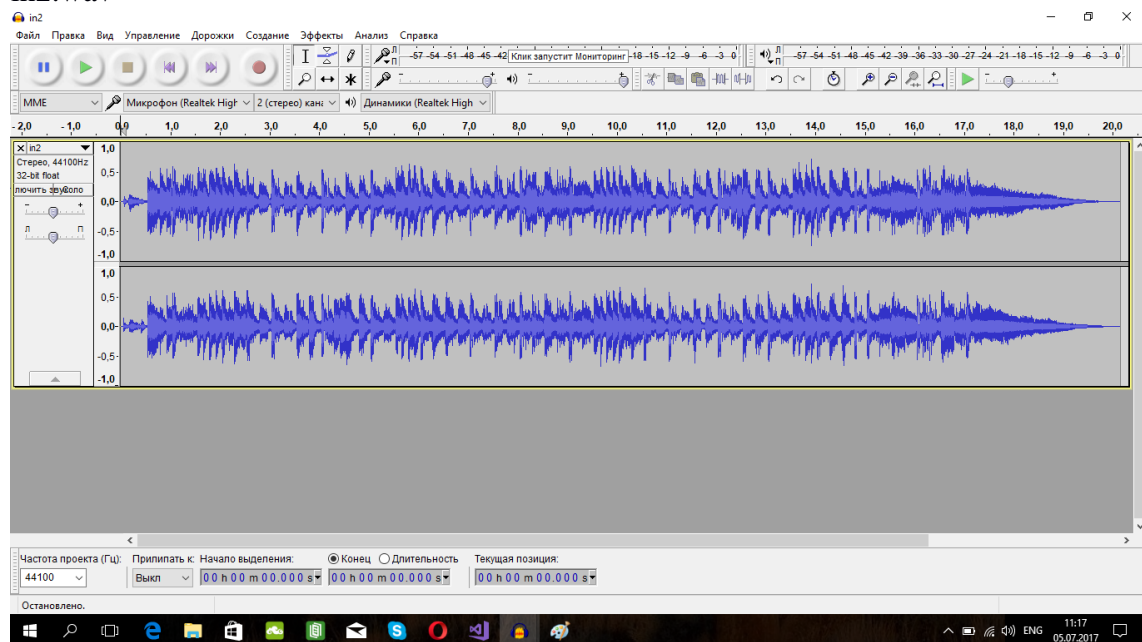 in2
Файл Правка Вид Управление Дорожки Создание Эффекты Анализ Справка
Л П -57 -54 -51 -48 -45 -42 Клик запустит Мониторинг -18 -15 -12 -9 -6 -3 0 Л П -57 -54 -51 -48 -45 -42 -39 -36 -33 -30 -27 -24 -21 -18 -15 -12 -9 -6 -3 0
MME Микрофон (Realtek High 2 (стерео) кана Динамики (Realtek High
-2,0 -1,0 0,0 1,0 2,0 3,0 4,0 5,0 6,0 7,0 8,0 9,0 10,0 11,0 12,0 13,0 14,0 15,0 16,0 17,0 18,0 19,0 20,0
X in2 1,0
Стерео, 44100Hz
32-bit float 0,5
0,0
- +
Л П -0,5
-1,0
1,0
0,5
0,0
-0,5
-1,0
Частота проекта (Гц): Прилипать к: Начало выделения: Конец Длительность Текущая позиция:
44100 Выкл 00 h 00 m 00.000 s 00 h 00 m 00.000 s 00 h 00 m 00.000 s
Остановлено.
ENG 11:17
05.07.2017